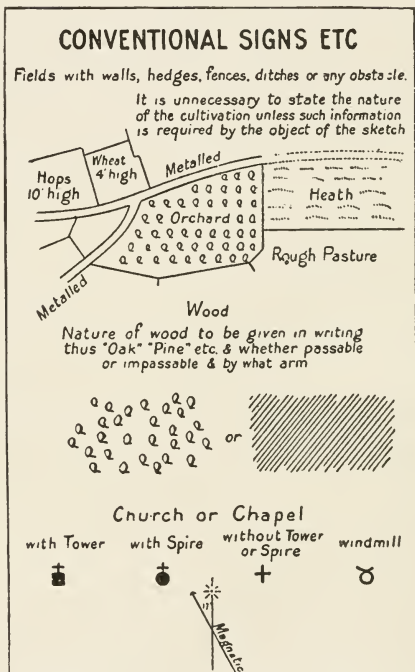 CONVENTIONAL SIGNS ETC
Fields with walls, hedges, fences, ditches or any obstacle.
It is unnecessary to state the nature
of the cultivation unless such information
is required by the object of the sketch
Hops
10' high
Wheat
4' high
Metalled
Orchard
Heath
Metalled
Rough Pasture
Wood
Nature of wood to be given in writing
thus "Oak" "Pine" etc. & whether passable
or impassable & by what arm
or
Church or Chapel
with Tower
with Spire
without Tower
or Spire
windmill
Magnetic